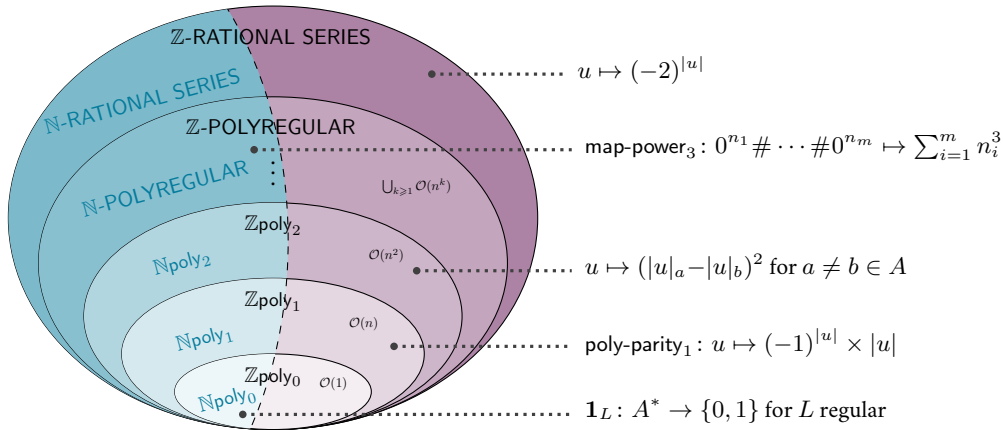 ℤ-RATIONAL SERIES
ℕ-RATIONAL SERIES
u ↦ (−2)^{|u|}
ℤ-POLYREGULAR
map-power₃ : 0^{n₁}# ⋯ #0^{n_m} ↦ ∑_{i=1}^{m} n_i^3
ℕ-POLYREGULAR
⋃_{k⩾1} 𝒪(n^k)
ℤpoly₂
ℕpoly₂
𝒪(n²)
u ↦ (|u|_a−|u|_b)² for a ≠ b ∈ A
ℤpoly₁
ℕpoly₁
𝒪(n)
poly-parity₁ : u ↦ (−1)^{|u|} × |u|
ℤpoly₀
𝒪(1)
ℕpoly₀
𝟏_L : A* → {0, 1} for L regular